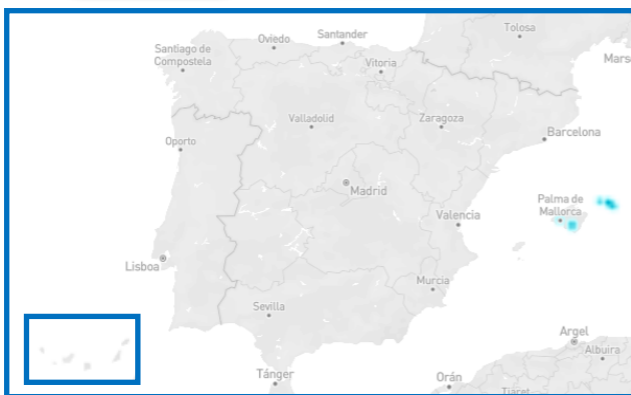 Tolosa
Santander
Oviedo
Santiago de
Compostela
Vitoria
Mars
Valladolid
Zaragoza
Barcelona
Oporto
Madrid
Palma de
Mallorca
Valencia
Lisboa
Murcia
Sevilla
Argel
Albuira
Tánger
Orán
Tiaret